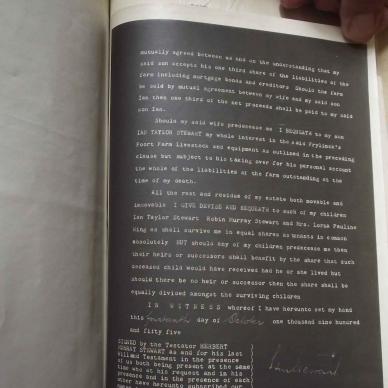 mutually agreed between us and on the understanding that my
said son accepts his one third share of the liabilities of the
farm including mortgage bonds and creditors Should the farm
be sold by mutual agreement between my wife and my said son
Ian then one third of the net proceeds shall be paid to my said
son Ian.
Should my said wife predecease me I BEQUEATH to my son
IAN TAYLOR STEWART my whole interest in the said Frylinck's
Poort Farm livestock and equipment as outlined in the preceding
clause but subject to his taking over for his personal account
the whole of the liabilities of the farm outstanding at the
time of my death.
All the rest and residue of my estate both movable and
immovable I GIVE DEVISE AND BEQUEATH to such of my children
Ian Taylor Stewart Robin Murray Stewart and Mrs. Lorna Pauline
King as shall survive me in equal shares as tenants in common
absolutely BUT should any of my children predecease me then
their heirs or successors shall benefit by the share that such
deceased child would have received had he or she lived but
should there be no heir or successor then the share shall be
equally divided amongst the surviving children
IN WITNESS whereof I have hereunto set my hand
this day of October one thousand nine hundred
and fifty five
SIGNED by the Testator HERBERT
MURRAY STEWART as and for his last
Will and Testament in the presence
of us both being present at the same
time who at his request and in his
presence and in the presence of each
other have hereunto subscribed our